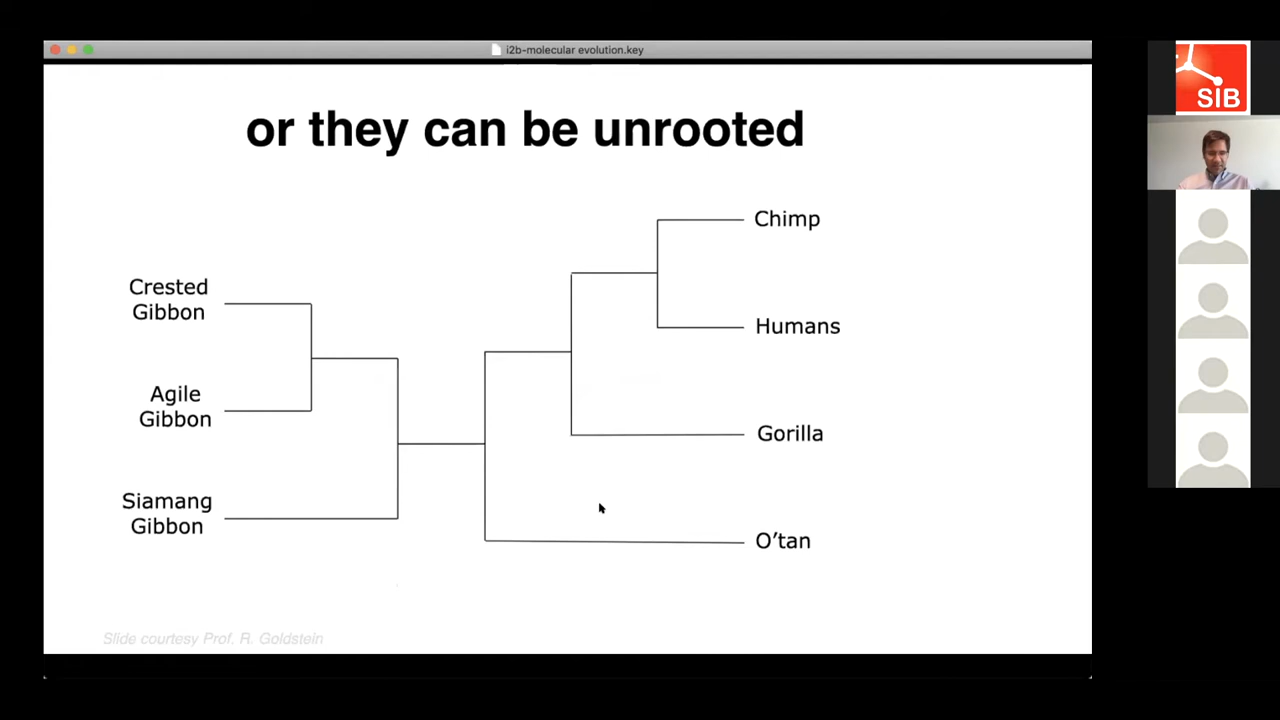 i2b-molecular evolution.key
SIB
or they can be unrooted
Chimp
Crested
Gibbon
Humans
Agile
Gibbon
Gorilla
Siamang
Gibbon
O'tan
Slide courtesy Prof. R. Goldstein